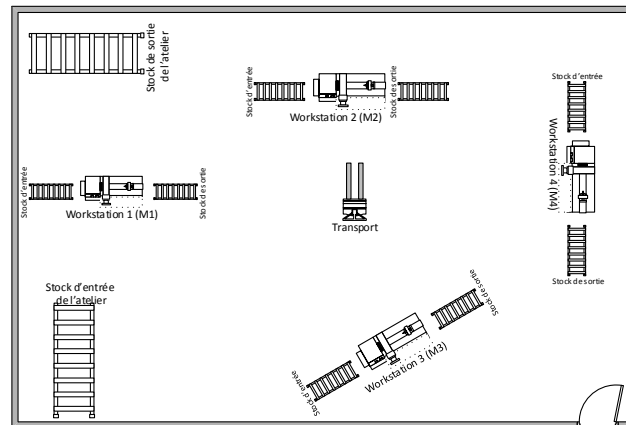 Stock de sortie
de l'atelier
Stock d'entrée
Workstation 2 (M2)
Stock de sortie
Stock d'entrée
Workstation 4 (M4)
Stock de sortie
Stock d'entrée
Workstation 1 (M1)
Stock de sortie
Transport
Stock d'entrée
de l'atelier
Stock d'entrée
Workstation 3 (M3)
Stock de sortie